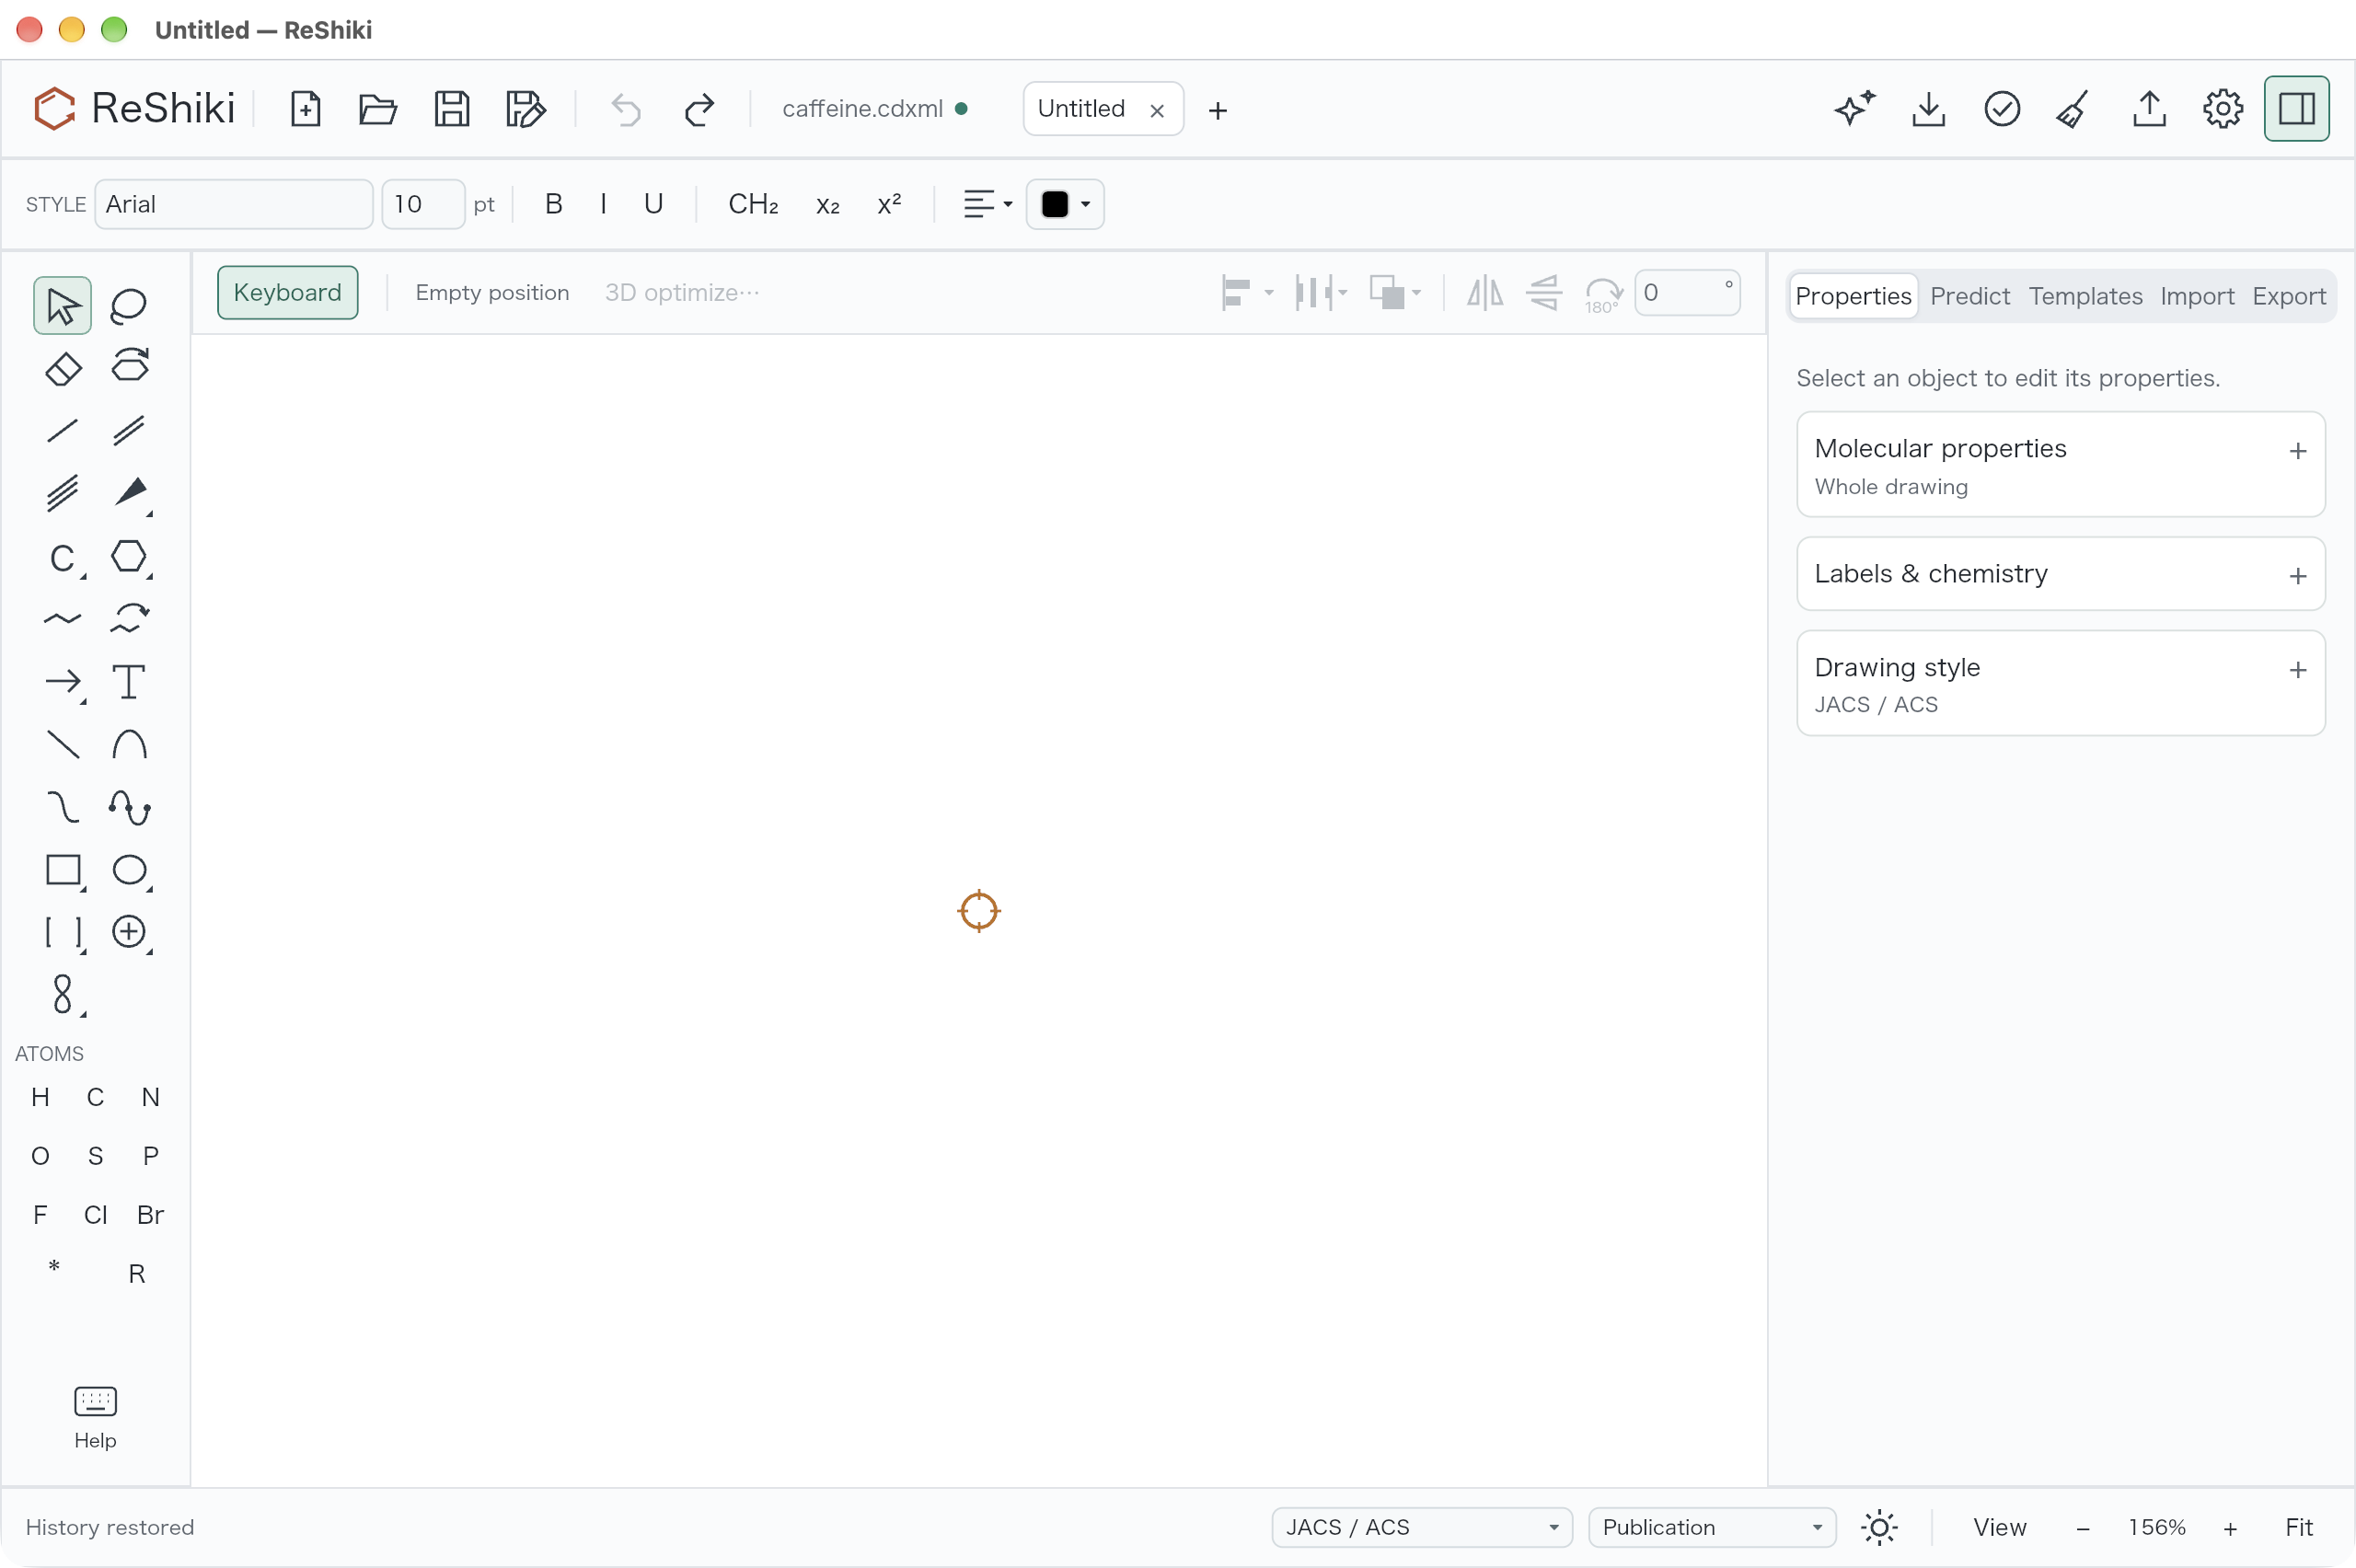 Untitled — ReShiki
ReShiki
caffeine.cdxml
Untitled ×
+
STYLE Arial 10 pt B I U CH₂ x₂ x²
Keyboard Empty position 3D optimize··· 180° 0 °
Properties Predict Templates Import Export
Select an object to edit its properties.
Molecular properties +
Whole drawing
Labels & chemistry +
Drawing style +
JACS / ACS
C
T
[ ]
ATOMS
H C N
O S P
F Cl Br
* R
Help
History restored JACS / ACS Publication View − 156% + Fit